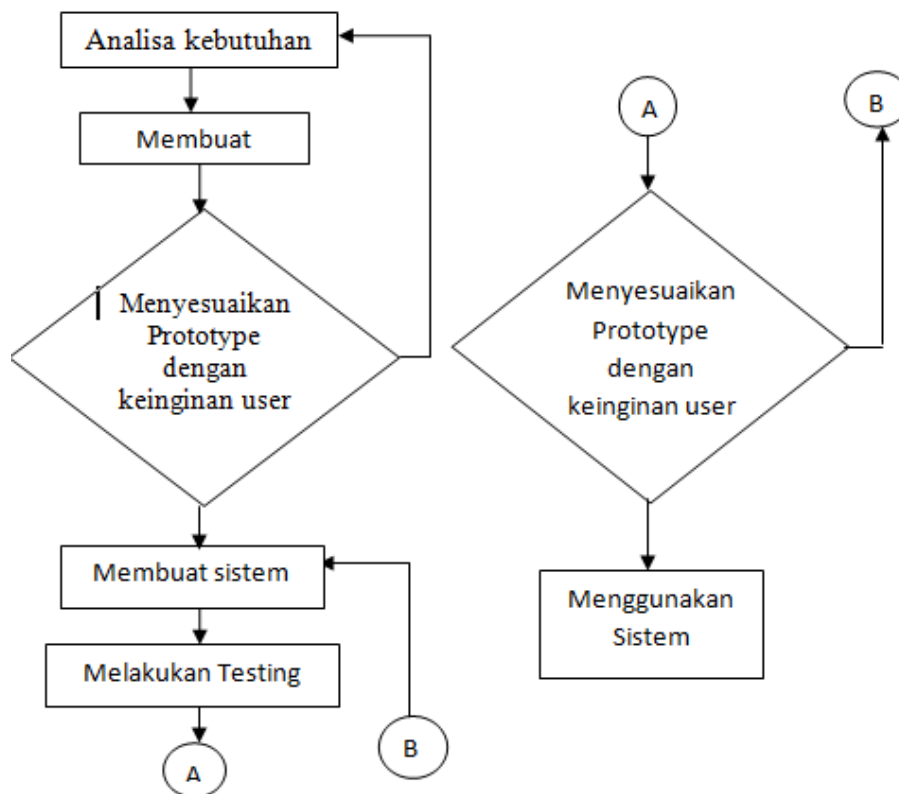 Analisa kebutuhan
Membuat
Menyesuaikan
Prototype
dengan
keinginan user
Membuat sistem
Melakukan Testing
A
B
A
B
Menyesuaikan
Prototype
dengan
keinginan user
Menggunakan
Sistem